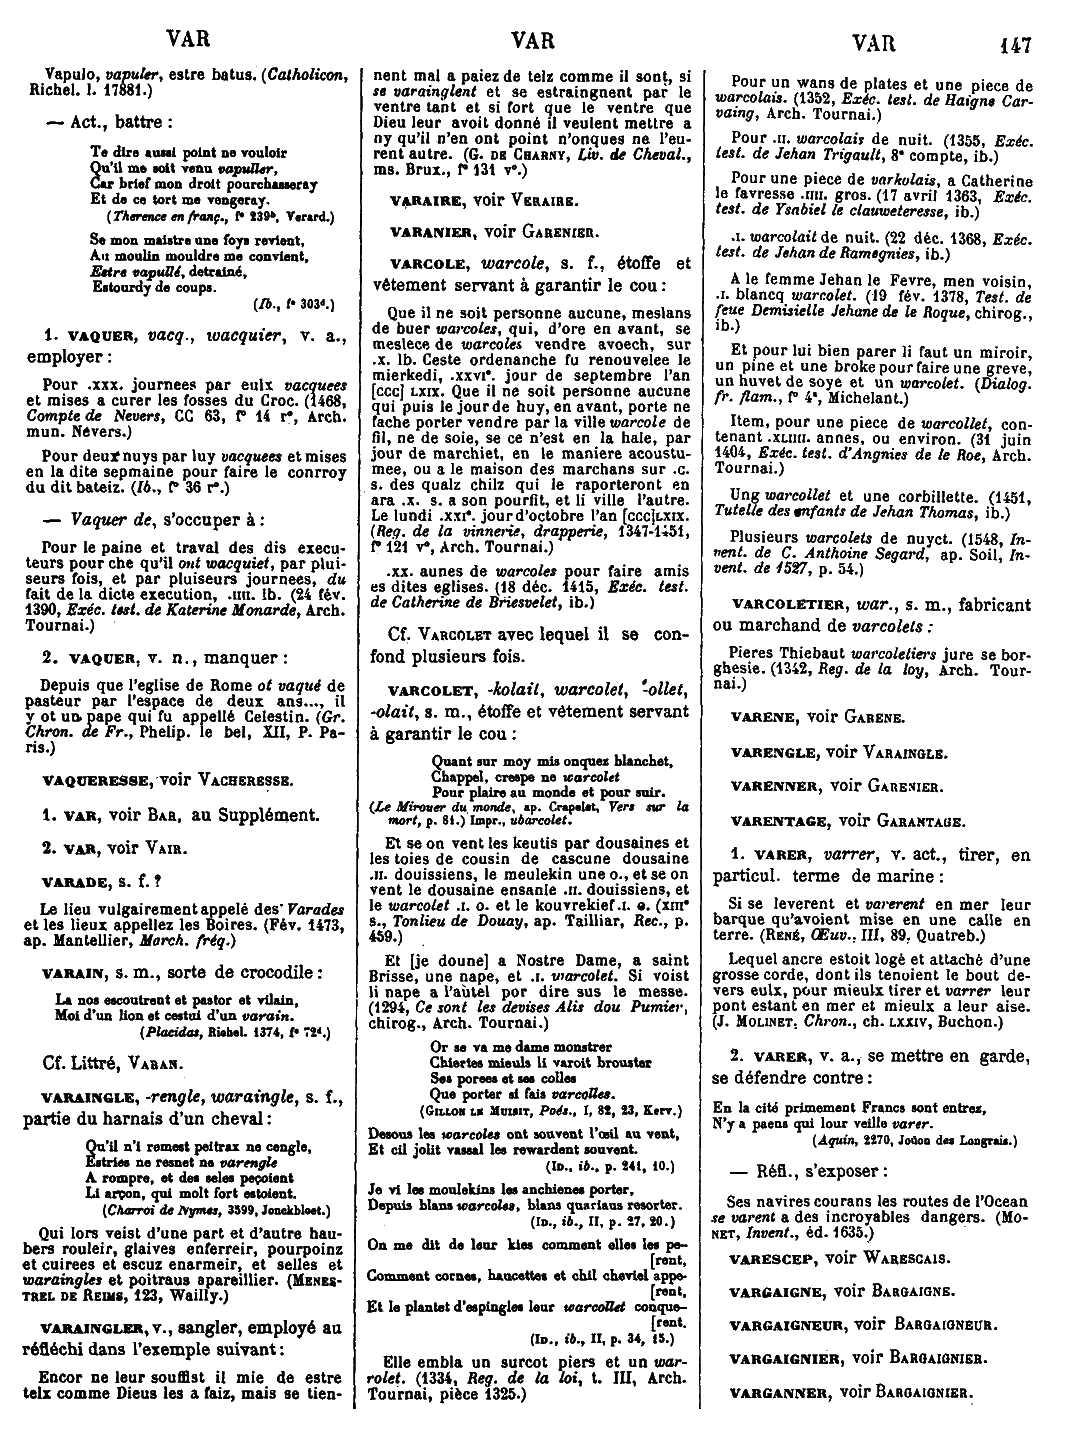 VAR
VAR
VAR
147
Vapulo, vapuler, estre batus. (Catholicon,
Richel. l. 17881.)
— Act., battre :
Te dire aussi point ne vouloir
Qu'il me soit venu vapuller,
Car brief mon droit pourchasseray
Et de ce tort me vengeray.
(Therence en franç., f° 239ᵇ, Verard.)
Se mon maistre une foys revient,
Au moulin mouldre me convient,
Estre vapullé, detrainé,
Estourdy de coups.
(Ib., f° 303ᵈ.)
1. VAQUER, vacq., wacquier, v. a.,
employer :
Pour .xxx. journees par eulx vacquees
et mises a curer les fosses du Croc. (1468,
Compte de Nevers, CC 63, f° 14 r°, Arch.
mun. Nevers.)
Pour deux nuys par luy vacquees et mises
en la dite sepmaine pour faire le conrroy
du dit bateiz. (Ib., f° 36 r°.)
— Vaquer de, s'occuper à :
Pour le paine et traval des dis execu-
teurs pour che qu'il ont wacquiet, par plui-
seurs fois, et par pluiseurs journees, du
fait de la dicte execution, .IIII. lb. (24 fév.
1390, Exéc. test. de Katerine Monarde, Arch.
Tournai.)
2. VAQUER, v. n., manquer :
Depuis que l'eglise de Rome ot vaqué de
pasteur par l'espace de deux ans..., il
y ot un pape qui fu appellé Celestin. (Gr.
Chron. de Fr., Phelip. le bel, XII, P. Pa-
ris.)
VAQUERESSE, voir VACHERESSE.
1. VAR, voir BAR, au Supplément.
2. VAR, voir VAIR.
VARADE, s. f. ?
Le lieu vulgairement appelé des Varades
et les lieux appellez les Boires. (Fév. 1473,
ap. Mantellier, March. fréq.)
VARAIN, s. m., sorte de crocodile :
La nos escoutrent et pastor et vilain,
Moi d'un lion et cestui d'un varain.
(Placidas, Richel. 1374, f° 72ᵈ.)
Cf. Littré, VARAN.
VARAINGLE, -rengle, waraingle, s. f.,
partie du harnais d'un cheval :
Qu'il n'i remest peitrax ne cengle,
Estriés ne resnet ne varengle
A rompre, et des seles peçoient
Li arçon, qui molt fort estoient.
(Charroi de Nymes, 3599, Jonckbloet.)
Qui lors veist d'une part et d'autre hau-
bers rouleir, glaives enferreir, pourpoinz
et cuirees et escuz enarmeir, et selles et
waraingles et poitraus apareillier. (MENES-
TREL DE REIMS, 123, Wailly.)
VARAINGLER, v., sangler, employé au
réfléchi dans l'exemple suivant :
Encor ne leur souffist il mie de estre
telx comme Dieus les a faiz, mais se tien-
nent mal a paiez de telz comme il sont, si
se varainglent et se estraingnent par le
ventre tant et si fort que le ventre que
Dieu leur avoit donné il veulent mettre a
ny qu'il n'en ont point n'onques ne l'eu-
rent autre. (G. DE CHARNY, Liv. de Cheval.,
ms. Brux., f° 131 v°.)
VARAIRE, voir VERAIRE.
VARANIER, voir GARENIER.
VARCOLE, warcole, s. f., étoffe et
vêtement servant à garantir le cou :
Que il ne soit personne aucune, meslans
de buer warcoles, qui, d'ore en avant, se
meslece de warcoles vendre avoech, sur
.x. lb. Ceste ordenanche fu renouvelee le
mierkedi, .xxvI°. jour de septembre l'an
[CCC] LXIX. Que il ne soit personne aucune
qui puis le jour de huy, en avant, porte ne
fache porter vendre par la ville warcole de
fil, ne de soie, se ce n'est en la hale, par
jour de marchiet, en le maniere acoustu-
mee, ou a le maison des marchans sur .c.
s. des qualz chilz qui le raporteront en
ara .x. s. a son pourfit, et li ville l'autre.
Le lundi .xxI°. jour d'octobre l'an [CCC]LXIX.
(Reg. de la vinnerie, drapperie, 1347-1451,
f° 121 v°, Arch. Tournai.)
.xx. aunes de warcoles pour faire amis
es dites eglises. (18 déc. 1415, Exéc. test.
de Catherine de Briesvelet, ib.)
Cf. VARCOLET avec lequel il se con-
fond plusieurs fois.
VARCOLET, -kolait, warcolet, -ollet,
-olait, s. m., étoffe et vêtement servant
à garantir le cou :
Quant sur moy mis onquez blanchet,
Chappel, crespe ne warcolet
Pour plaire au monde et pour suir.
(Le Mirouer du monde, ap. Crapelet, Vers sur la
mort, p. 81.) Impr., ubarcolet.
Et se on vent les keutis par dousaines et
les toies de cousin de cascune dousaine
.II. douissiens, le meulekin une o., et se on
vent le dousaine ensanle .II. douissiens, et
le warcolet .I. o. et le kouvrekief .I. o. (XIII°
s., Tonlieu de Douay, ap. Tailliar, Rec., p.
459.)
Et [je doune] a Nostre Dame, a saint
Brisse, une nape, et .I. warcolet. Si voist
li nape a l'autel por dire sus le messe.
(1294, Ce sont les devises Alis dou Pumier,
chirog., Arch. Tournai.)
Or se va me dame monstrer
Chiertes mieuls li varoit brouster
Ses porees et ses colles
Que porter si fais varcolles.
(GILLON LE MUISIT, Poés., I, 82, 23, Kerv.)
Desous les warcoles ont souvent l'œil au vent,
Et cil jolit vassal les rewardent souvent.
(ID., ib., p. 241, 10.)
Je vi les moulekins les anchienes porter,
Depuis blans warcoles, blans quariaus resorter.
(ID., ib., II, p. 27, 20.)
On me dit de leur kies comment elles les pe-
[rent,
Comment cornes, haucettes et chil cheviel appe-
[rent,
Et le plantet d'espingles leur warcollet conque-
[rent.
(ID., ib., II, p. 34, 15.)
Elle embla un surcot piers et un war-
rolet. (1334, Reg. de la loi, t. III, Arch.
Tournai, pièce 1325.)
Pour un wans de plates et une piece de
warcolais. (1352, Exéc. test. de Haigne Car-
vaing, Arch. Tournai.)
Pour .II. warcolais de nuit. (1355, Exéc.
test. de Jehan Trigault, 8° compte, ib.)
Pour une piece de varkolais, a Catherine
le favresse .IIII. gros. (17 avril 1363, Exéc.
test. de Ysabiel le clauweteresse, ib.)
.I. warcolait de nuit. (22 déc. 1368, Exéc.
test. de Jehan de Ramegnies, ib.)
A le femme Jehan le Fevre, men voisin,
.I. blancq warcolet. (19 fév. 1378, Test. de
feue Demisielle Jehane de le Roque, chirog.,
ib.)
Et pour lui bien parer li faut un miroir,
un pine et une broke pour faire une greve,
un huvet de soye et un warcolet. (Dialog.
fr. flam., f° 4ᵃ, Michelant.)
Item, pour une piece de warcollet, con-
tenant .XLIIII. annes, ou environ. (31 juin
1404, Exéc. test. d'Angnies de le Roe, Arch.
Tournai.)
Ung warcollet et une corbillette. (1451,
Tutelle des enfants de Jehan Thomas, ib.)
Plusieurs warcolets de nuyct. (1548, In-
vent. de C. Anthoine Segard, ap. Soil, In-
vent. de 1527, p. 54.)
VARCOLETIER, war., s. m., fabricant
ou marchand de varcolets :
Pieres Thiebaut warcoletiers jure se bor-
ghesie. (1342, Reg. de la loy, Arch. Tour-
nai.)
VARENE, voir GARENE.
VARENGLE, voir VARAINGLE.
VARENNER, voir GARENIER.
VARENTAGE, voir GARANTAGE.
1. VARER, varrer, v. act., tirer, en
particul. terme de marine :
Si se leverent et varerent en mer leur
barque qu'avoient mise en une calle en
terre. (RENÉ, Œuv., III, 89, Quatreb.)
Lequel ancre estoit logé et attaché d'une
grosse corde, dont ils tenoient le bout de-
vers eulx, pour mieulx tirer et varrer leur
pont estant en mer et mieulx a leur aise.
(J. MOLINET, Chron., ch. LXXIV, Buchon.)
2. VARER, v. a., se mettre en garde,
se défendre contre :
En la cité primement Francs sont entrez,
N'y a paens qui lour veille varer.
(Aquin, 2270, Joüon des Longrais.)
— Réfl., s'exposer :
Ses navires courans les routes de l'Ocean
se varent a des incroyables dangers. (MO-
NET, Invent., éd. 1635.)
VARESCEP, voir WARESCAIS.
VARGAIGNE, voir BARGAIGNE.
VARGAIGNEUR, voir BARGAIGNEUR.
VARGAIGNIER, voir BARGAIGNIER.
VARGANNER, voir BARGAIGNIER.